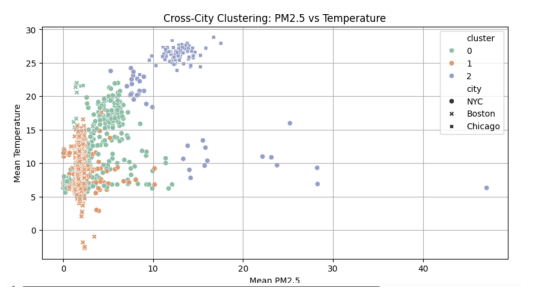 Cross-City Clustering: PM2.5 vs Temperature
30
25
20
15
10
5
0
Mean Temperature
cluster
0
1
2
city
NYC
Boston
Chicago
0
10
20
30
40
Mean PM2.5